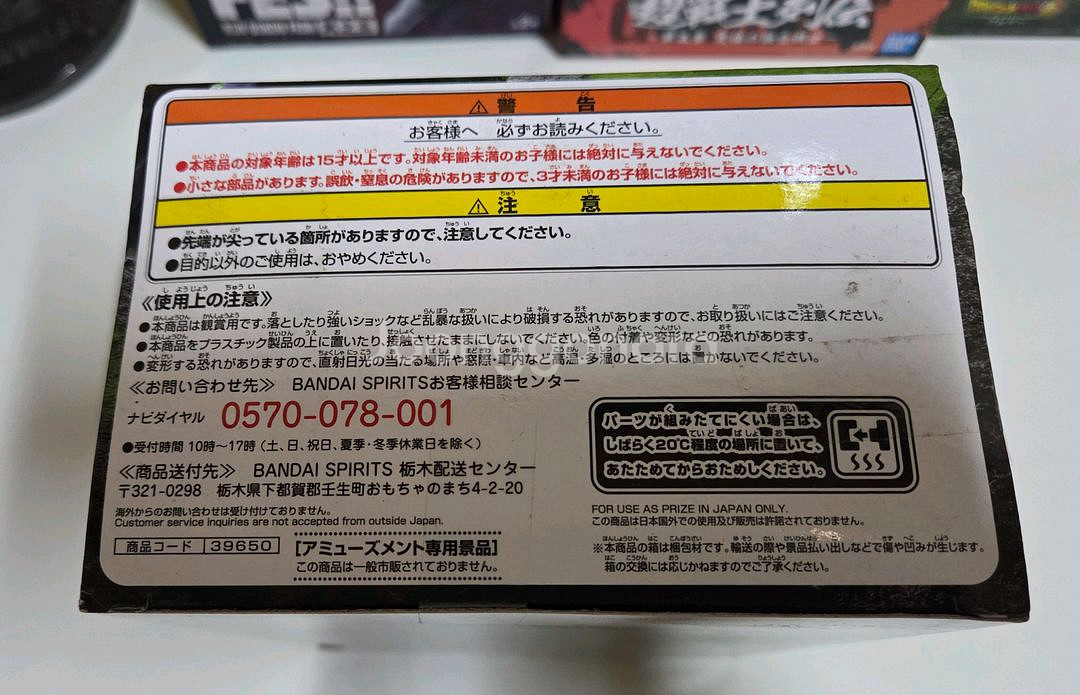 FES!!
⚠警告
お客様へ 必ずお読みください。
●本商品の対象年齢は15才以上です。対象年齢未満のお子様には絶対に与えないでください。
●小さな部品があります。誤飲・窒息の危険がありますので、3才未満のお子様には絶対に与えないでください。
⚠注意
●先端が尖っている箇所がありますので、注意してください。
●目的以外のご使用は、おやめください。
《使用上の注意》
●本商品は観賞用です。落としたり強いショックなど乱暴な扱いにより破損する恐れがありますので、お取り扱いにはご注意ください。
●本商品をプラスチック製品の上に置いたり、接触させたままにしないでください。色の付着や変形などの恐れがあります。
●変形する恐れがありますので、直射日光の当たる場所や窓際・車内など高温・多湿のところには置かないでください。
《お問い合わせ先》 BANDAI SPIRITSお客様相談センター
ナビダイヤル 0570-078-001
●受付時間 10時〜17時(土、日、祝日、夏季・冬季休業日を除く)
《商品送付先》 BANDAI SPIRITS 栃木配送センター
〒321-0298 栃木県下都賀郡壬生町おもちゃのまち4-2-20
海外からのお問い合わせは受け付けておりません。
Customer service inquiries are not accepted from outside Japan.
商品コード 39650
[アミューズメント専用景品]
この商品は一般市販されておりません。
パーツが組みたてにくい場合は、
しばらく20℃程度の場所に置いて、
あたためてからおためしください。
FOR USE AS PRIZE IN JAPAN ONLY.
この商品は日本国外での使用及び販売は許諾されておりません。
※本商品の箱は梱包材です。輸送の際や景品払い出しなどで傷や凹みが生じます。
箱の交換には応じかねますのでご了承ください。